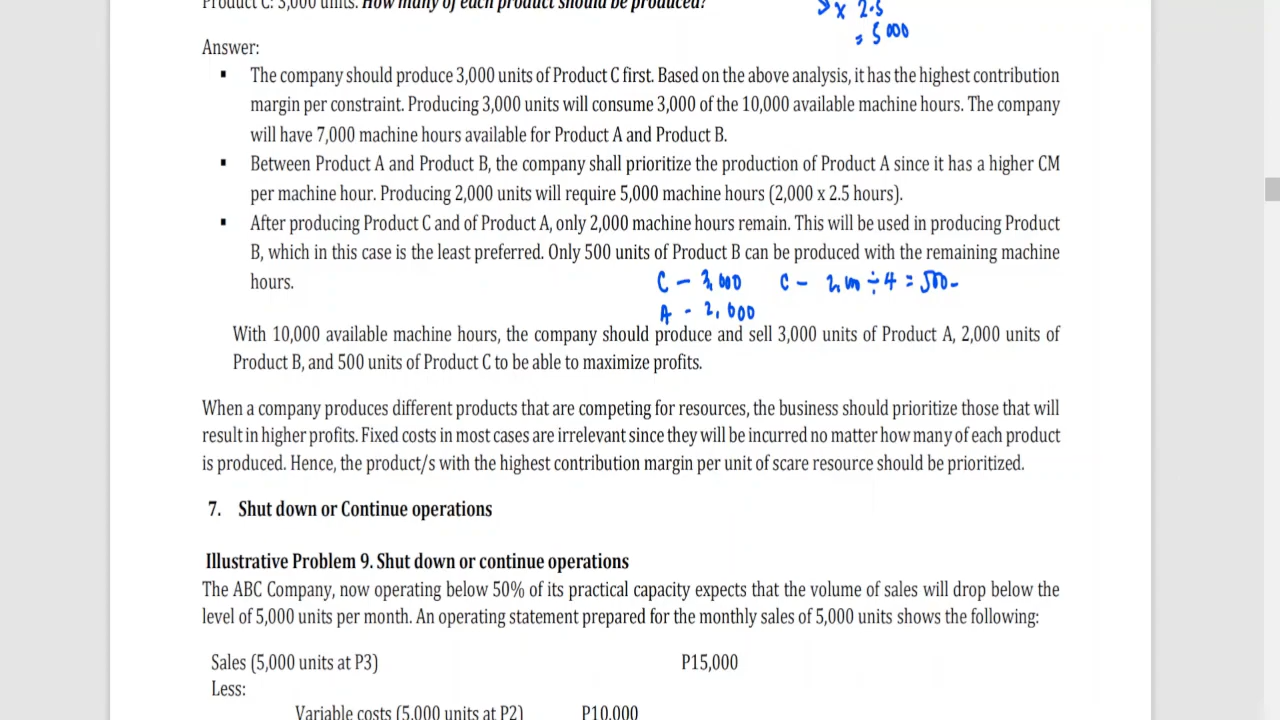 Product C: 3,000 units. How many of each product should be produced?
x 2.5
= 5000
Answer:
▪ The company should produce 3,000 units of Product C first. Based on the above analysis, it has the highest contribution
margin per constraint. Producing 3,000 units will consume 3,000 of the 10,000 available machine hours. The company
will have 7,000 machine hours available for Product A and Product B.
▪ Between Product A and Product B, the company shall prioritize the production of Product A since it has a higher CM
per machine hour. Producing 2,000 units will require 5,000 machine hours (2,000 x 2.5 hours).
▪ After producing Product C and of Product A, only 2,000 machine hours remain. This will be used in producing Product
B, which in this case is the least preferred. Only 500 units of Product B can be produced with the remaining machine
hours.
C - 3,000 C - 2,000 ÷ 4 = 500-
A - 2,000
With 10,000 available machine hours, the company should produce and sell 3,000 units of Product A, 2,000 units of
Product B, and 500 units of Product C to be able to maximize profits.
When a company produces different products that are competing for resources, the business should prioritize those that will
result in higher profits. Fixed costs in most cases are irrelevant since they will be incurred no matter how many of each product
is produced. Hence, the product/s with the highest contribution margin per unit of scare resource should be prioritized.
7. Shut down or Continue operations
Illustrative Problem 9. Shut down or continue operations
The ABC Company, now operating below 50% of its practical capacity expects that the volume of sales will drop below the
level of 5,000 units per month. An operating statement prepared for the monthly sales of 5,000 units shows the following:
Sales (5,000 units at P3) P15,000
Less:
Variable costs (5,000 units at P2) P10,000